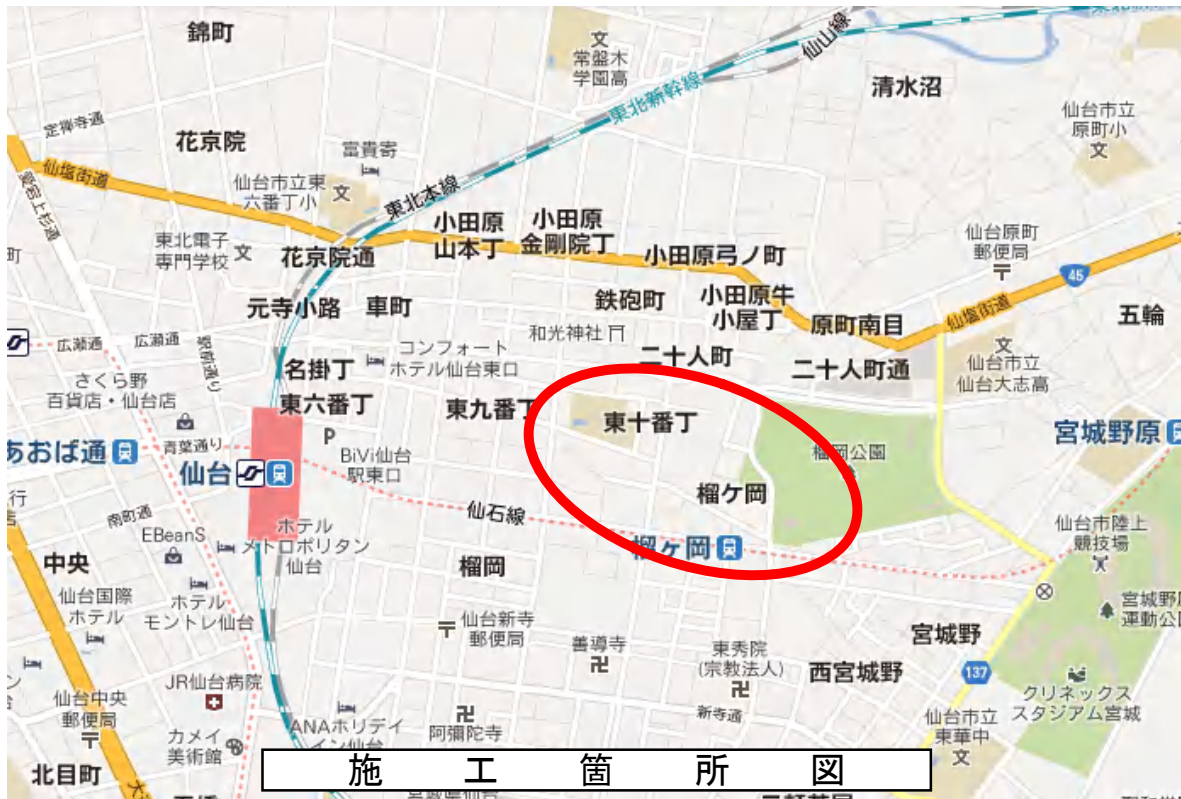 錦町
常盤木
学園高
仙山線
東北新幹線
清水沼
仙台市立
原町小
定禅寺通
花京院
富貴寄
仙塩街道
愛宕上杉通
仙台市立東
六番丁小
東北本線
小田原
山本丁
小田原
金剛院丁
小田原弓ノ町
仙台原町
郵便局
町
東北電子
専門学校
花京院通
45
元寺小路
車町
鉄砲町
小田原牛
小屋丁
原町南目
仙塩街道
五輪
広瀬通
広瀬通
駅前通り
和光神社
名掛丁
コンフォート
ホテル仙台東口
二十人町
二十人町通
仙台市立
仙台大志高
さくら野
百貨店・仙台店
東六番丁
東九番丁
東十番丁
宮城野原
あおば通
青葉通り
P
BiVi仙台
駅東口
榴岡公園
仙台
榴ケ岡
仙石線
行
南町通
EBeanS
ホテル
メトロポリタン
仙台
榴ヶ岡
仙台市陸上
競技場
中央
榴岡
仙台国際
ホテル
ホテル
モントレ仙台
仙台新寺
郵便局
善導寺
東秀院
(宗教法人)
宮城野
宮城野原
運動公
西宮城野
137
JR仙台病院
クリネックス
スタジアム宮城
仙台中央
郵便局
ANAホリデイ
イン仙台
阿彌陀寺
新寺通
仙台市立
東華中
カメイ
美術館
北目町
施工箇所図